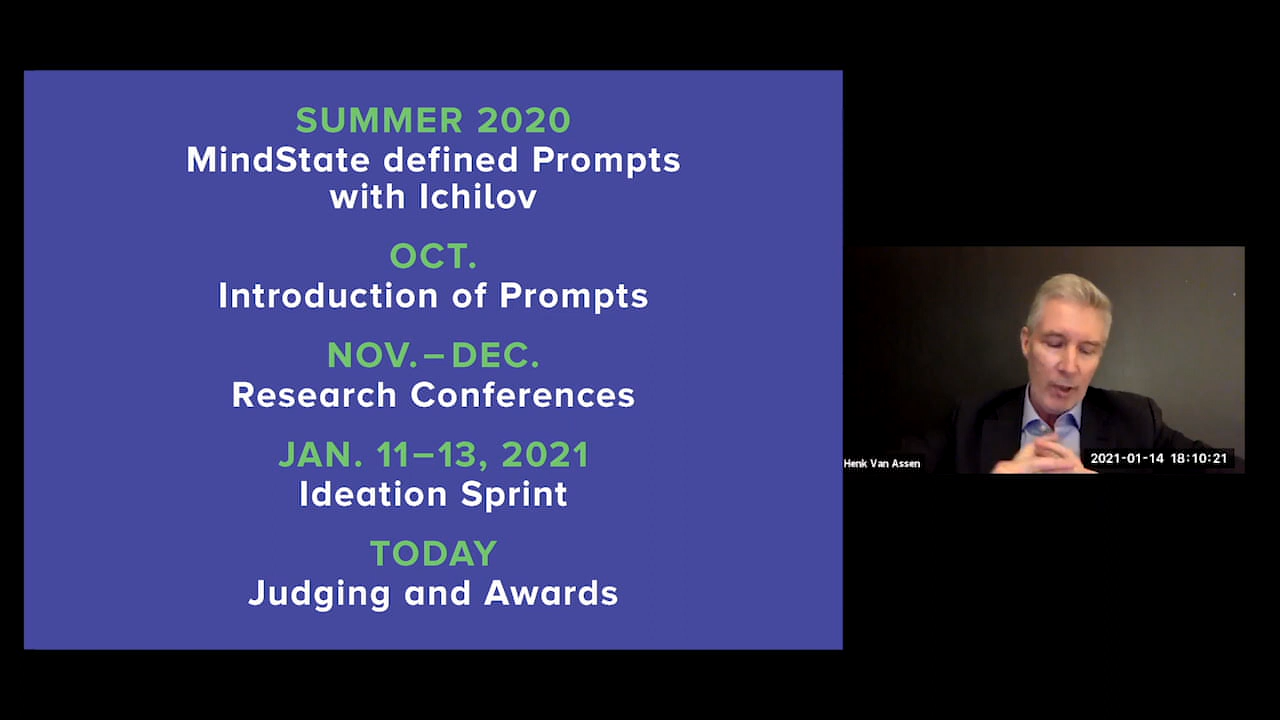 SUMMER 2020
MindState defined Prompts
with Ichilov
OCT.
Introduction of Prompts
NOV. – DEC.
Research Conferences
JAN. 11–13, 2021
Ideation Sprint
TODAY
Judging and Awards
Henk Van Assen
2021-01-14 18:10:21